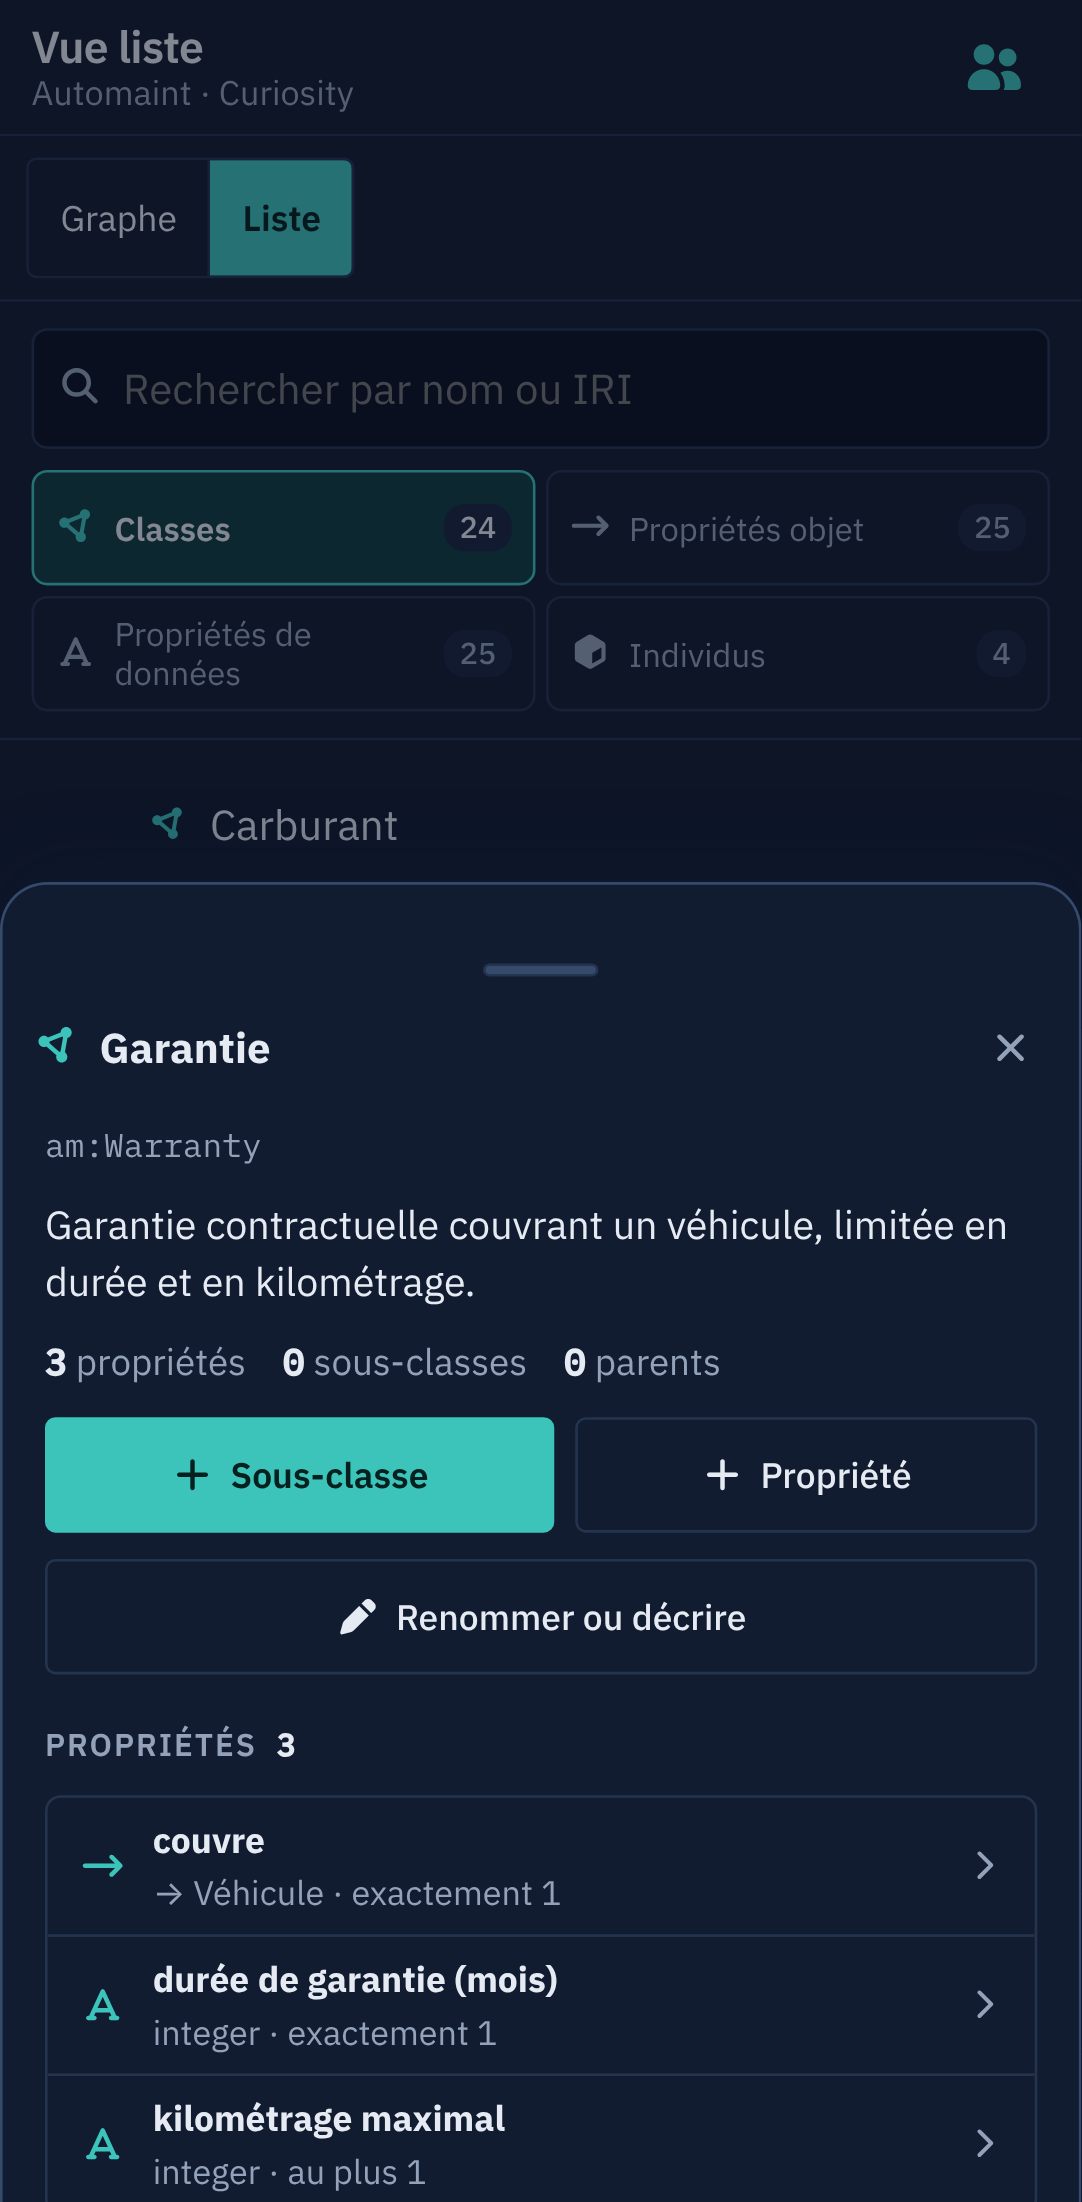 Vue liste
Automaint · Curiosity
Graphe
Liste
Rechercher par nom ou IRI
Classes
24
Propriétés objet
25
Propriétés de
données
25
Individus
4
Carburant
Garantie
am:Warranty
Garantie contractuelle couvrant un véhicule, limitée en
durée et en kilométrage.
3 propriétés 0 sous-classes 0 parents
+ Sous-classe
+ Propriété
Renommer ou décrire
PROPRIÉTÉS 3
couvre
→ Véhicule · exactement 1
durée de garantie (mois)
integer · exactement 1
kilométrage maximal
integer · au plus 1